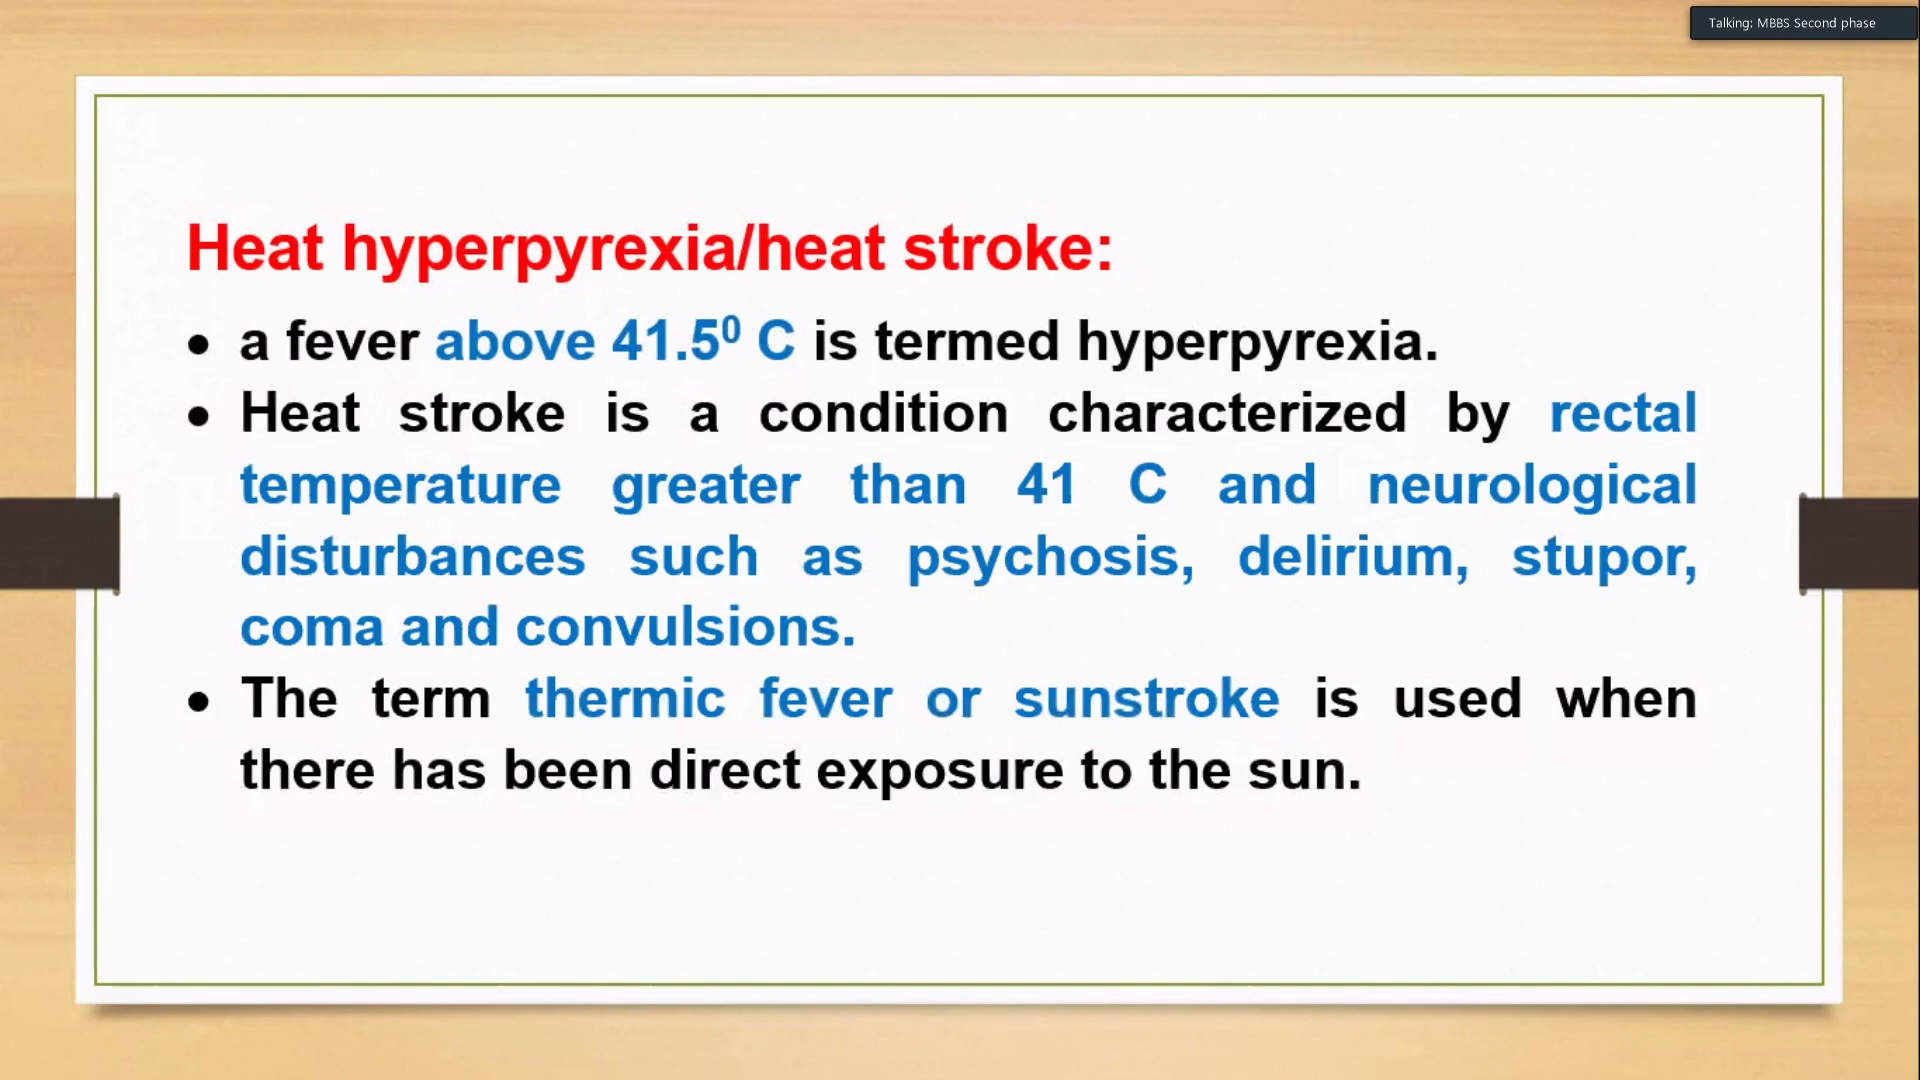 Talking: MBBS Second phase
Heat hyperpyrexia/heat stroke:
• a fever above 41.5⁰ C is termed hyperpyrexia.
• Heat stroke is a condition characterized by rectal
temperature greater than 41 C and neurological
disturbances such as psychosis, delirium, stupor,
coma and convulsions.
• The term thermic fever or sunstroke is used when
there has been direct exposure to the sun.